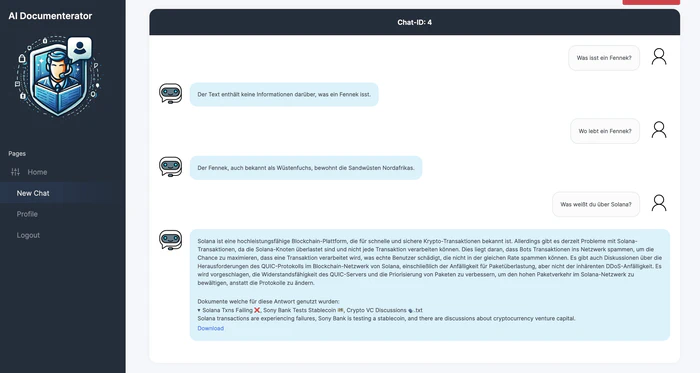 AI Documenterator
Chat-ID: 4
Was isst ein Fennek?
Der Text enthält keine Informationen darüber, was ein Fennek isst.
Wo lebt ein Fennek?
Der Fennek, auch bekannt als Wüstenfuchs, bewohnt die Sandwüsten Nordafrikas.
Was weißt du über Solana?
Solana ist eine hochleistungsfähige Blockchain-Plattform, die für schnelle und sichere Krypto-Transaktionen bekannt ist. Allerdings gibt es derzeit Probleme mit Solana-
Transaktionen, da die Solana-Knoten überlastet sind und nicht jede Transaktion verarbeiten können. Dies liegt daran, dass Bots Transaktionen ins Netzwerk spammen, um die
Chance zu maximieren, dass eine Transaktion verarbeitet wird, was echte Benutzer schädigt, die nicht in der gleichen Rate spammen können. Es gibt auch Diskussionen über die
Herausforderungen des QUIC-Protokolls im Blockchain-Netzwerk von Solana, einschließlich der Anfälligkeit für Paketüberlastung, aber nicht der inhärenten DDoS-Anfälligkeit. Es
wird vorgeschlagen, die Widerstandsfähigkeit des QUIC-Servers und die Priorisierung von Paketen zu verbessern, um den hohen Paketverkehr im Solana-Netzwerk zu
bewältigen, anstatt die Protokolle zu ändern.
Dokumente welche für diese Antwort genutzt wurden:
▾ Solana Txns Failing ❌, Sony Bank Tests Stablecoin 💴, Crypto VC Discussions 🗣️.txt
Solana transactions are experiencing failures, Sony Bank is testing a stablecoin, and there are discussions about cryptocurrency venture capital.
Download
Pages
Home
New Chat
Profile
Logout